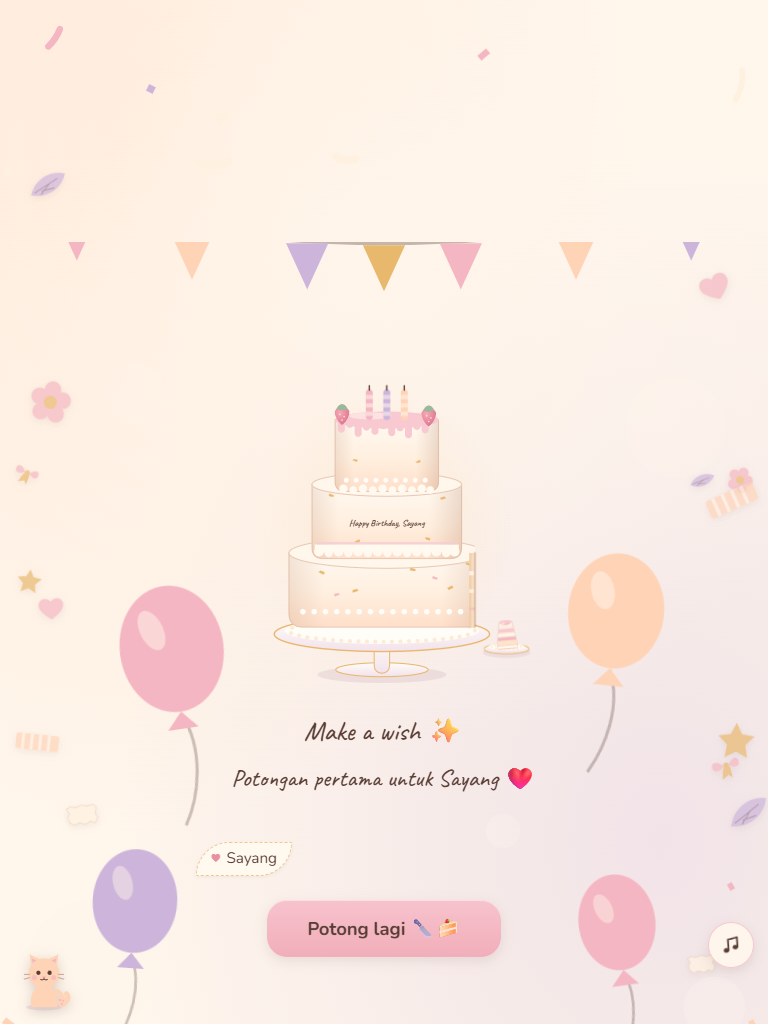 Happy Birthday, Sayang
Make a wish ✨
Potongan pertama untuk Sayang ❤️
Sayang
Potong lagi 🔪🍰